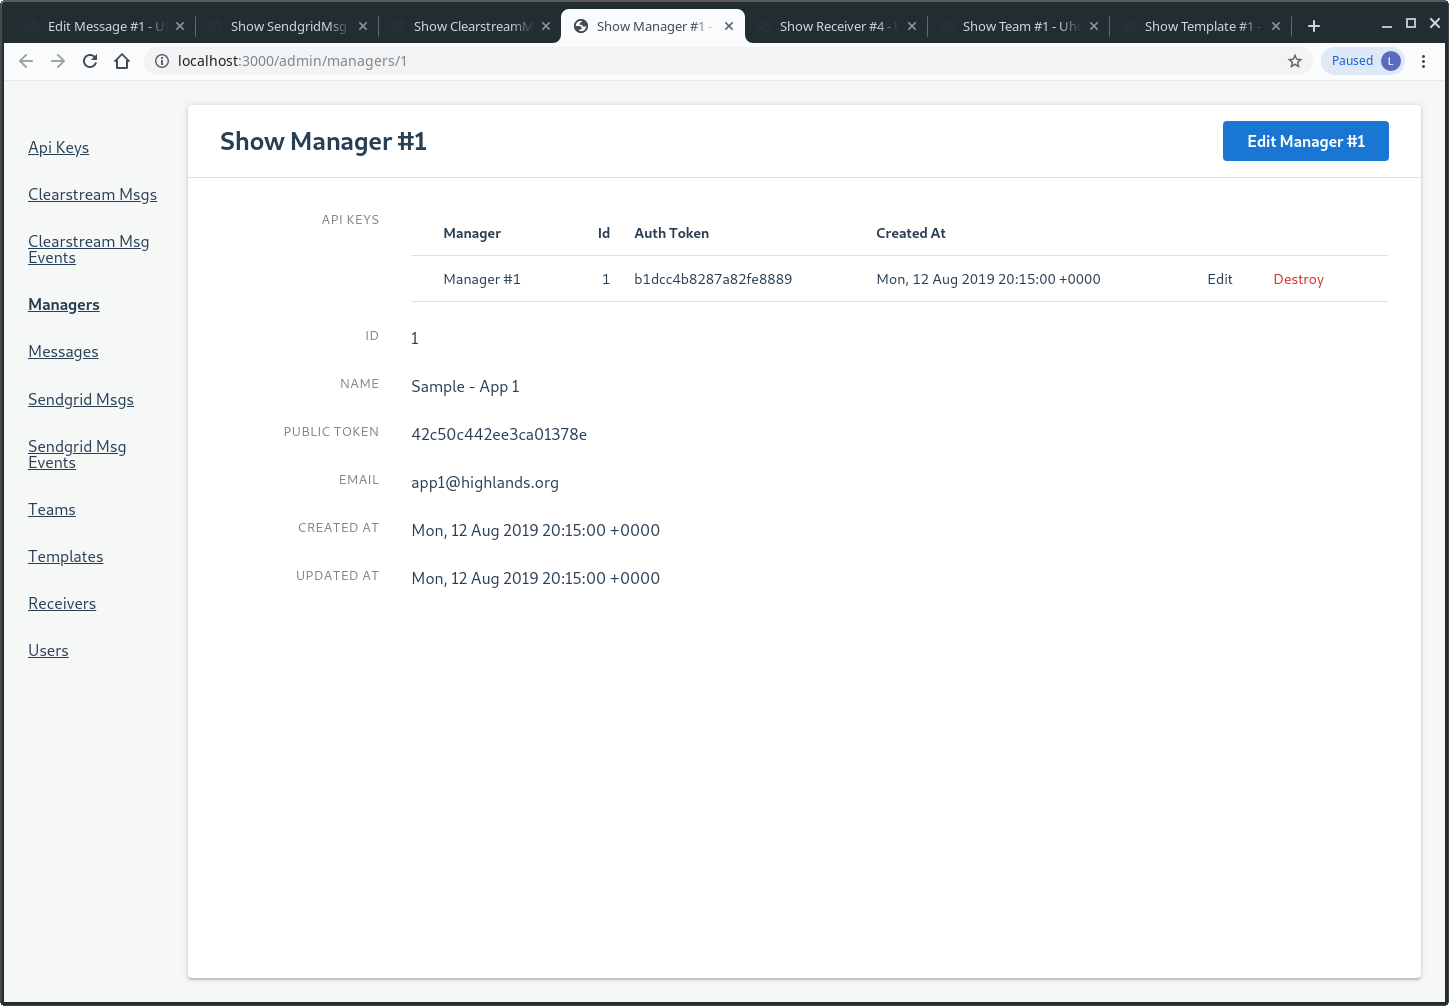 Edit Message #1 - U
Show SendgridMsg
Show ClearstreamM
Show Manager #1 -
Show Receiver #4 - U
Show Team #1 - Uhu
Show Template #1 -
localhost:3000/admin/managers/1
Paused
L
Api Keys
Clearstream Msgs
Clearstream Msg
Events
Managers
Messages
Sendgrid Msgs
Sendgrid Msg
Events
Teams
Templates
Receivers
Users
Show Manager #1
Edit Manager #1
API KEYS
Manager Id Auth Token Created At
Manager #1 1 b1dcc4b8287a82fe8889 Mon, 12 Aug 2019 20:15:00 +0000 Edit Destroy
ID 1
NAME Sample - App 1
PUBLIC TOKEN 42c50c442ee3ca01378e
EMAIL app1@highlands.org
CREATED AT Mon, 12 Aug 2019 20:15:00 +0000
UPDATED AT Mon, 12 Aug 2019 20:15:00 +0000